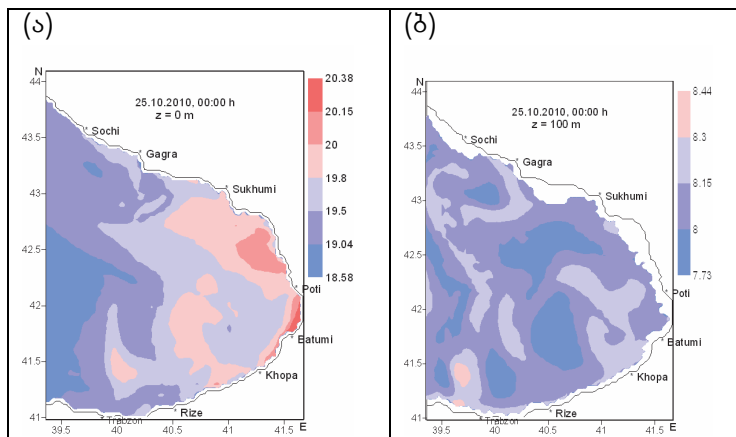 (ა)
N
44
43.5
43
42.5
42
41.5
41
39.5
40
40.5
41
41.5
E
25.10.2010, 00:00 h
z = 0 m
Sochi
Gagra
Sukhumi
Poti
Batumi
Khopa
Rize
Trabzon
20.38
20.15
20
19.8
19.5
19.04
18.58
(ბ)
N
44
43.5
43
42.5
42
41.5
41
39.5
40
40.5
41
41.5
E
25.10.2010, 00:00 h
z = 100 m
Sochi
Gagra
Sukhumi
Poti
Batumi
Khopa
Rize
Trabzon
8.44
8.3
8.15
8
7.73